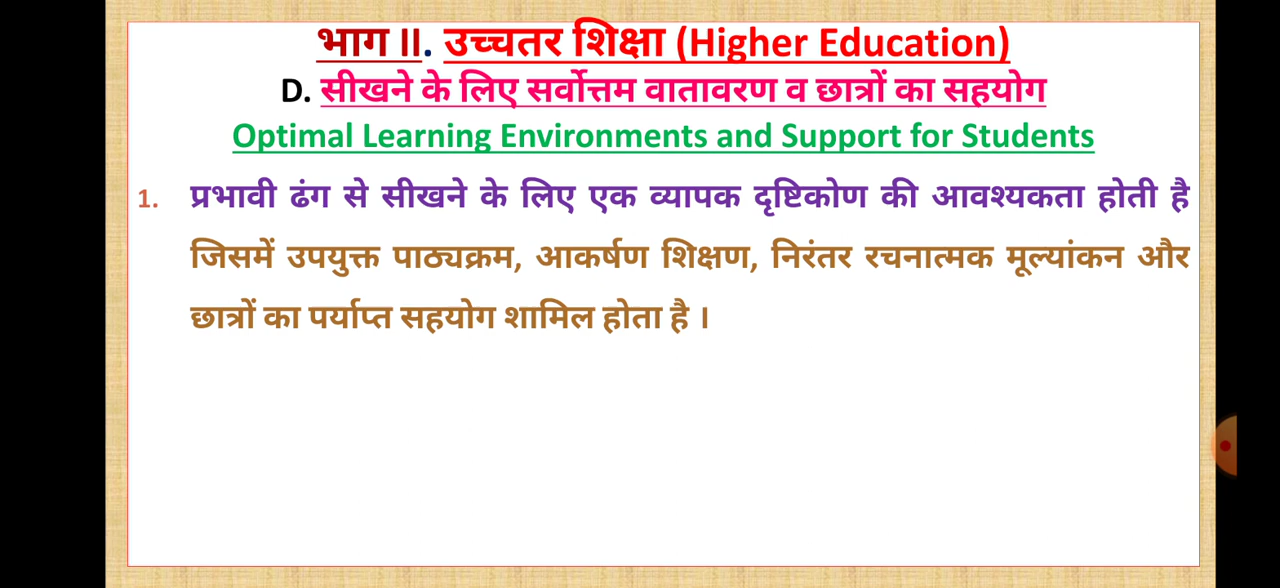 भाग II. उच्चतर शिक्षा (Higher Education)
D. सीखने के लिए सर्वोत्तम वातावरण व छात्रों का सहयोग
Optimal Learning Environments and Support for Students
1. प्रभावी ढंग से सीखने के लिए एक व्यापक दृष्टिकोण की आवश्यकता होती है
जिसमें उपयुक्त पाठ्यक्रम, आकर्षण शिक्षण, निरंतर रचनात्मक मूल्यांकन और
छात्रों का पर्याप्त सहयोग शामिल होता है ।